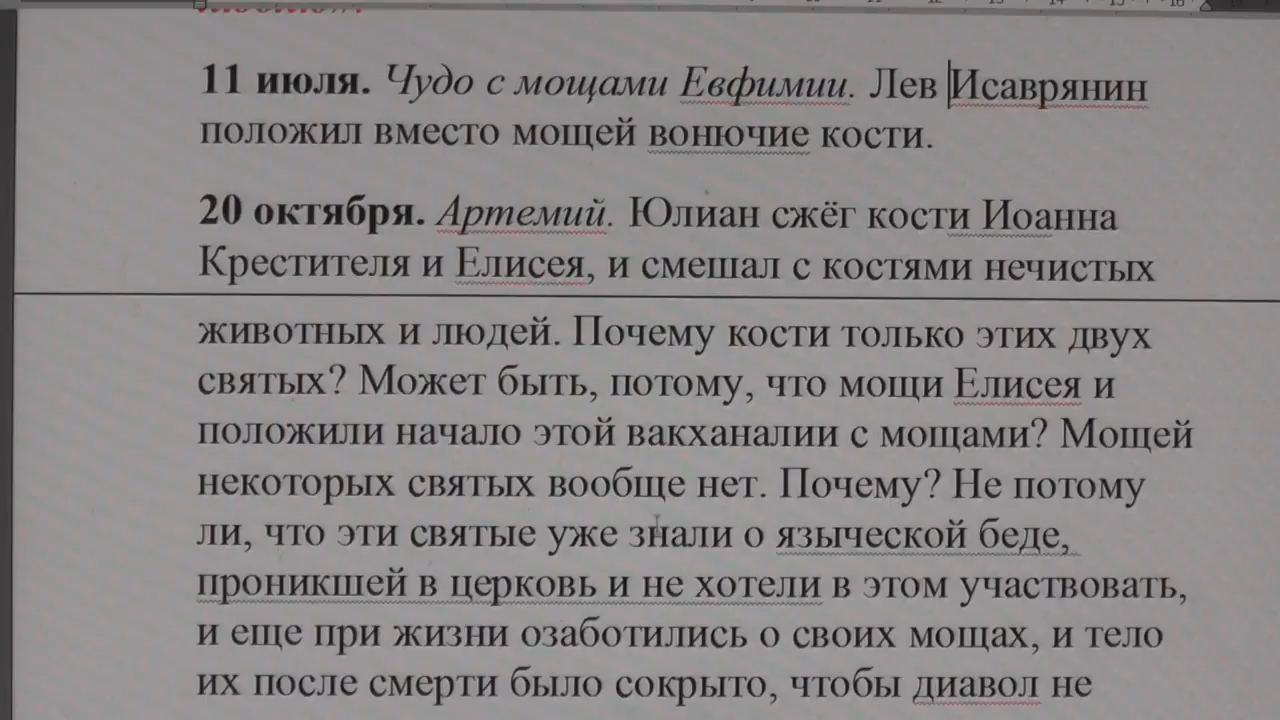 11 июля. Чудо с мощами Евфимии. Лев Исаврянин
положил вместо мощей вонючие кости.
20 октября. Артемий. Юлиан сжёг кости Иоанна
Крестителя и Елисея, и смешал с костями нечистых
животных и людей. Почему кости только этих двух
святых? Может быть, потому, что мощи Елисея и
положили начало этой вакханалии с мощами? Мощей
некоторых святых вообще нет. Почему? Не потому
ли, что эти святые уже знали о языческой беде,
проникшей в церковь и не хотели в этом участвовать,
и еще при жизни озаботились о своих мощах, и тело
их после смерти было сокрыто, чтобы диавол не